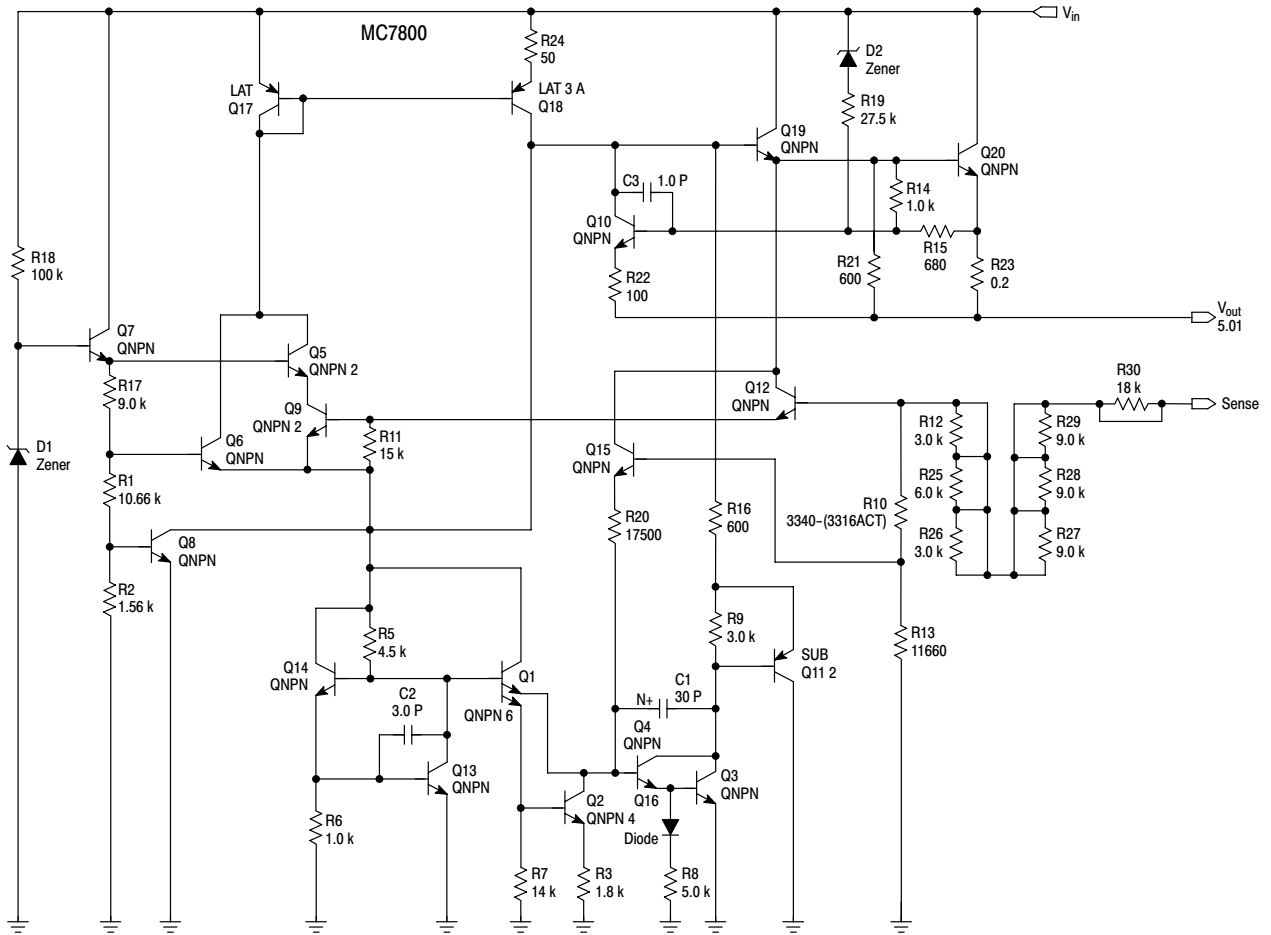 MC7800
Vin
R24
50
D2
Zener
LAT
Q17
LAT 3 A
Q18
R19
27.5 k
Q19
QNPN
Q20
QNPN
C3
1.0 P
R14
1.0 k
Q10
QNPN
R15
680
R18
100 k
R21
600
R23
0.2
R22
100
Vout
5.01
Q7
QNPN
Q5
QNPN 2
R30
18 k
R17
9.0 k
Q12
QNPN
Sense
Q9
QNPN 2
R12
3.0 k
R29
9.0 k
R11
15 k
Q6
QNPN
Q15
QNPN
D1
Zener
R25
6.0 k
R28
9.0 k
R1
10.66 k
R10
3340-(3316ACT)
R16
600
R20
17500
R26
3.0 k
R27
9.0 k
Q8
QNPN
R2
1.56 k
R9
3.0 k
R5
4.5 k
R13
11660
SUB
Q11 2
Q14
QNPN
Q1
QNPN 6
C1
30 P
N+
C2
3.0 P
Q4
QNPN
Q13
QNPN
Q3
QNPN
Q16
Q2
QNPN 4
R6
1.0 k
Diode
R7
14 k
R3
1.8 k
R8
5.0 k